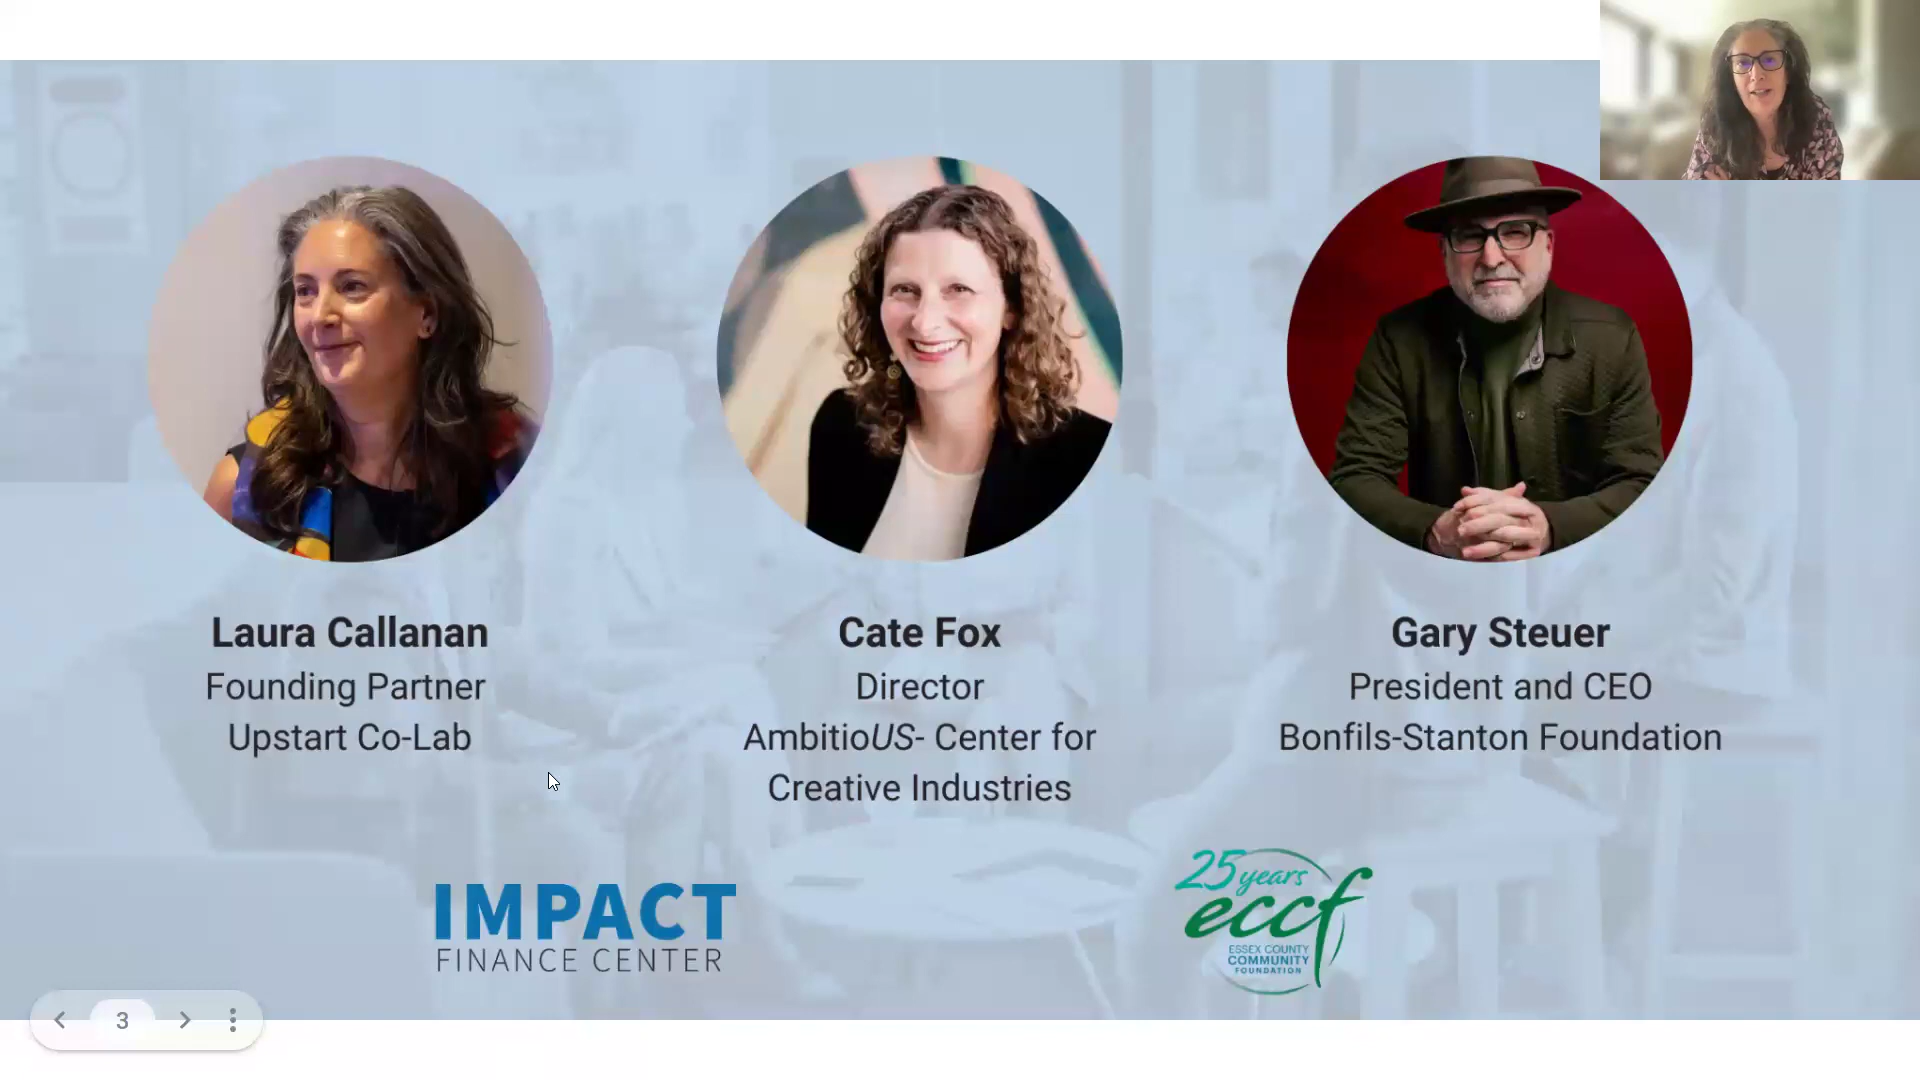 Laura Callanan
Founding Partner
Upstart Co-Lab
Cate Fox
Director
AmbitioUS- Center for
Creative Industries
Gary Steuer
President and CEO
Bonfils-Stanton Foundation
IMPACT
FINANCE CENTER
25 years
eccf
ESSEX COUNTY
COMMUNITY
FOUNDATION
3